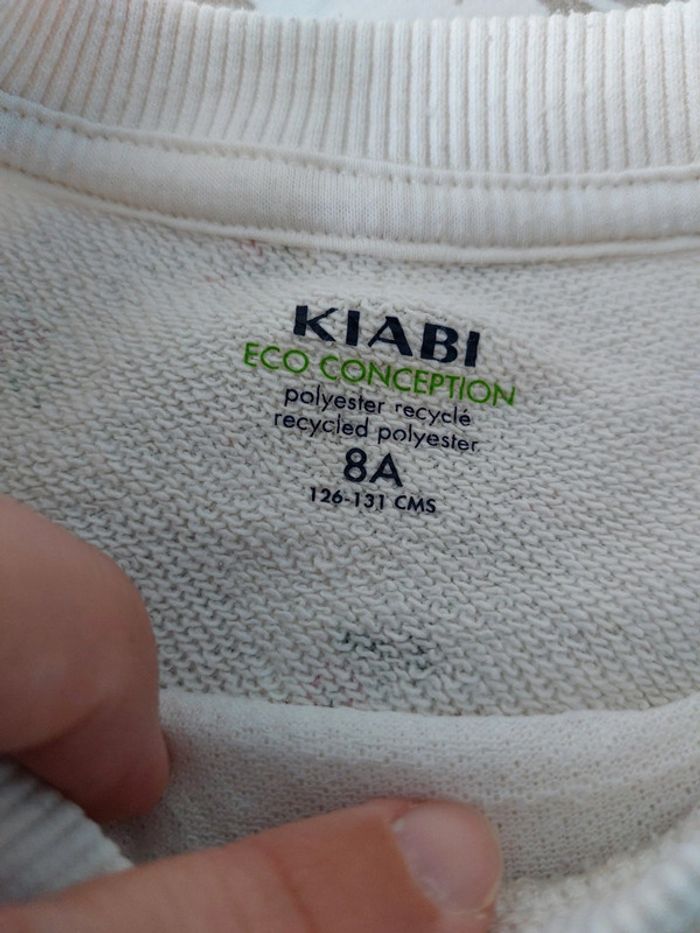 KIABI
ECO CONCEPTION
polyester recyclé
recycled polyester
8A
126-131 CMS